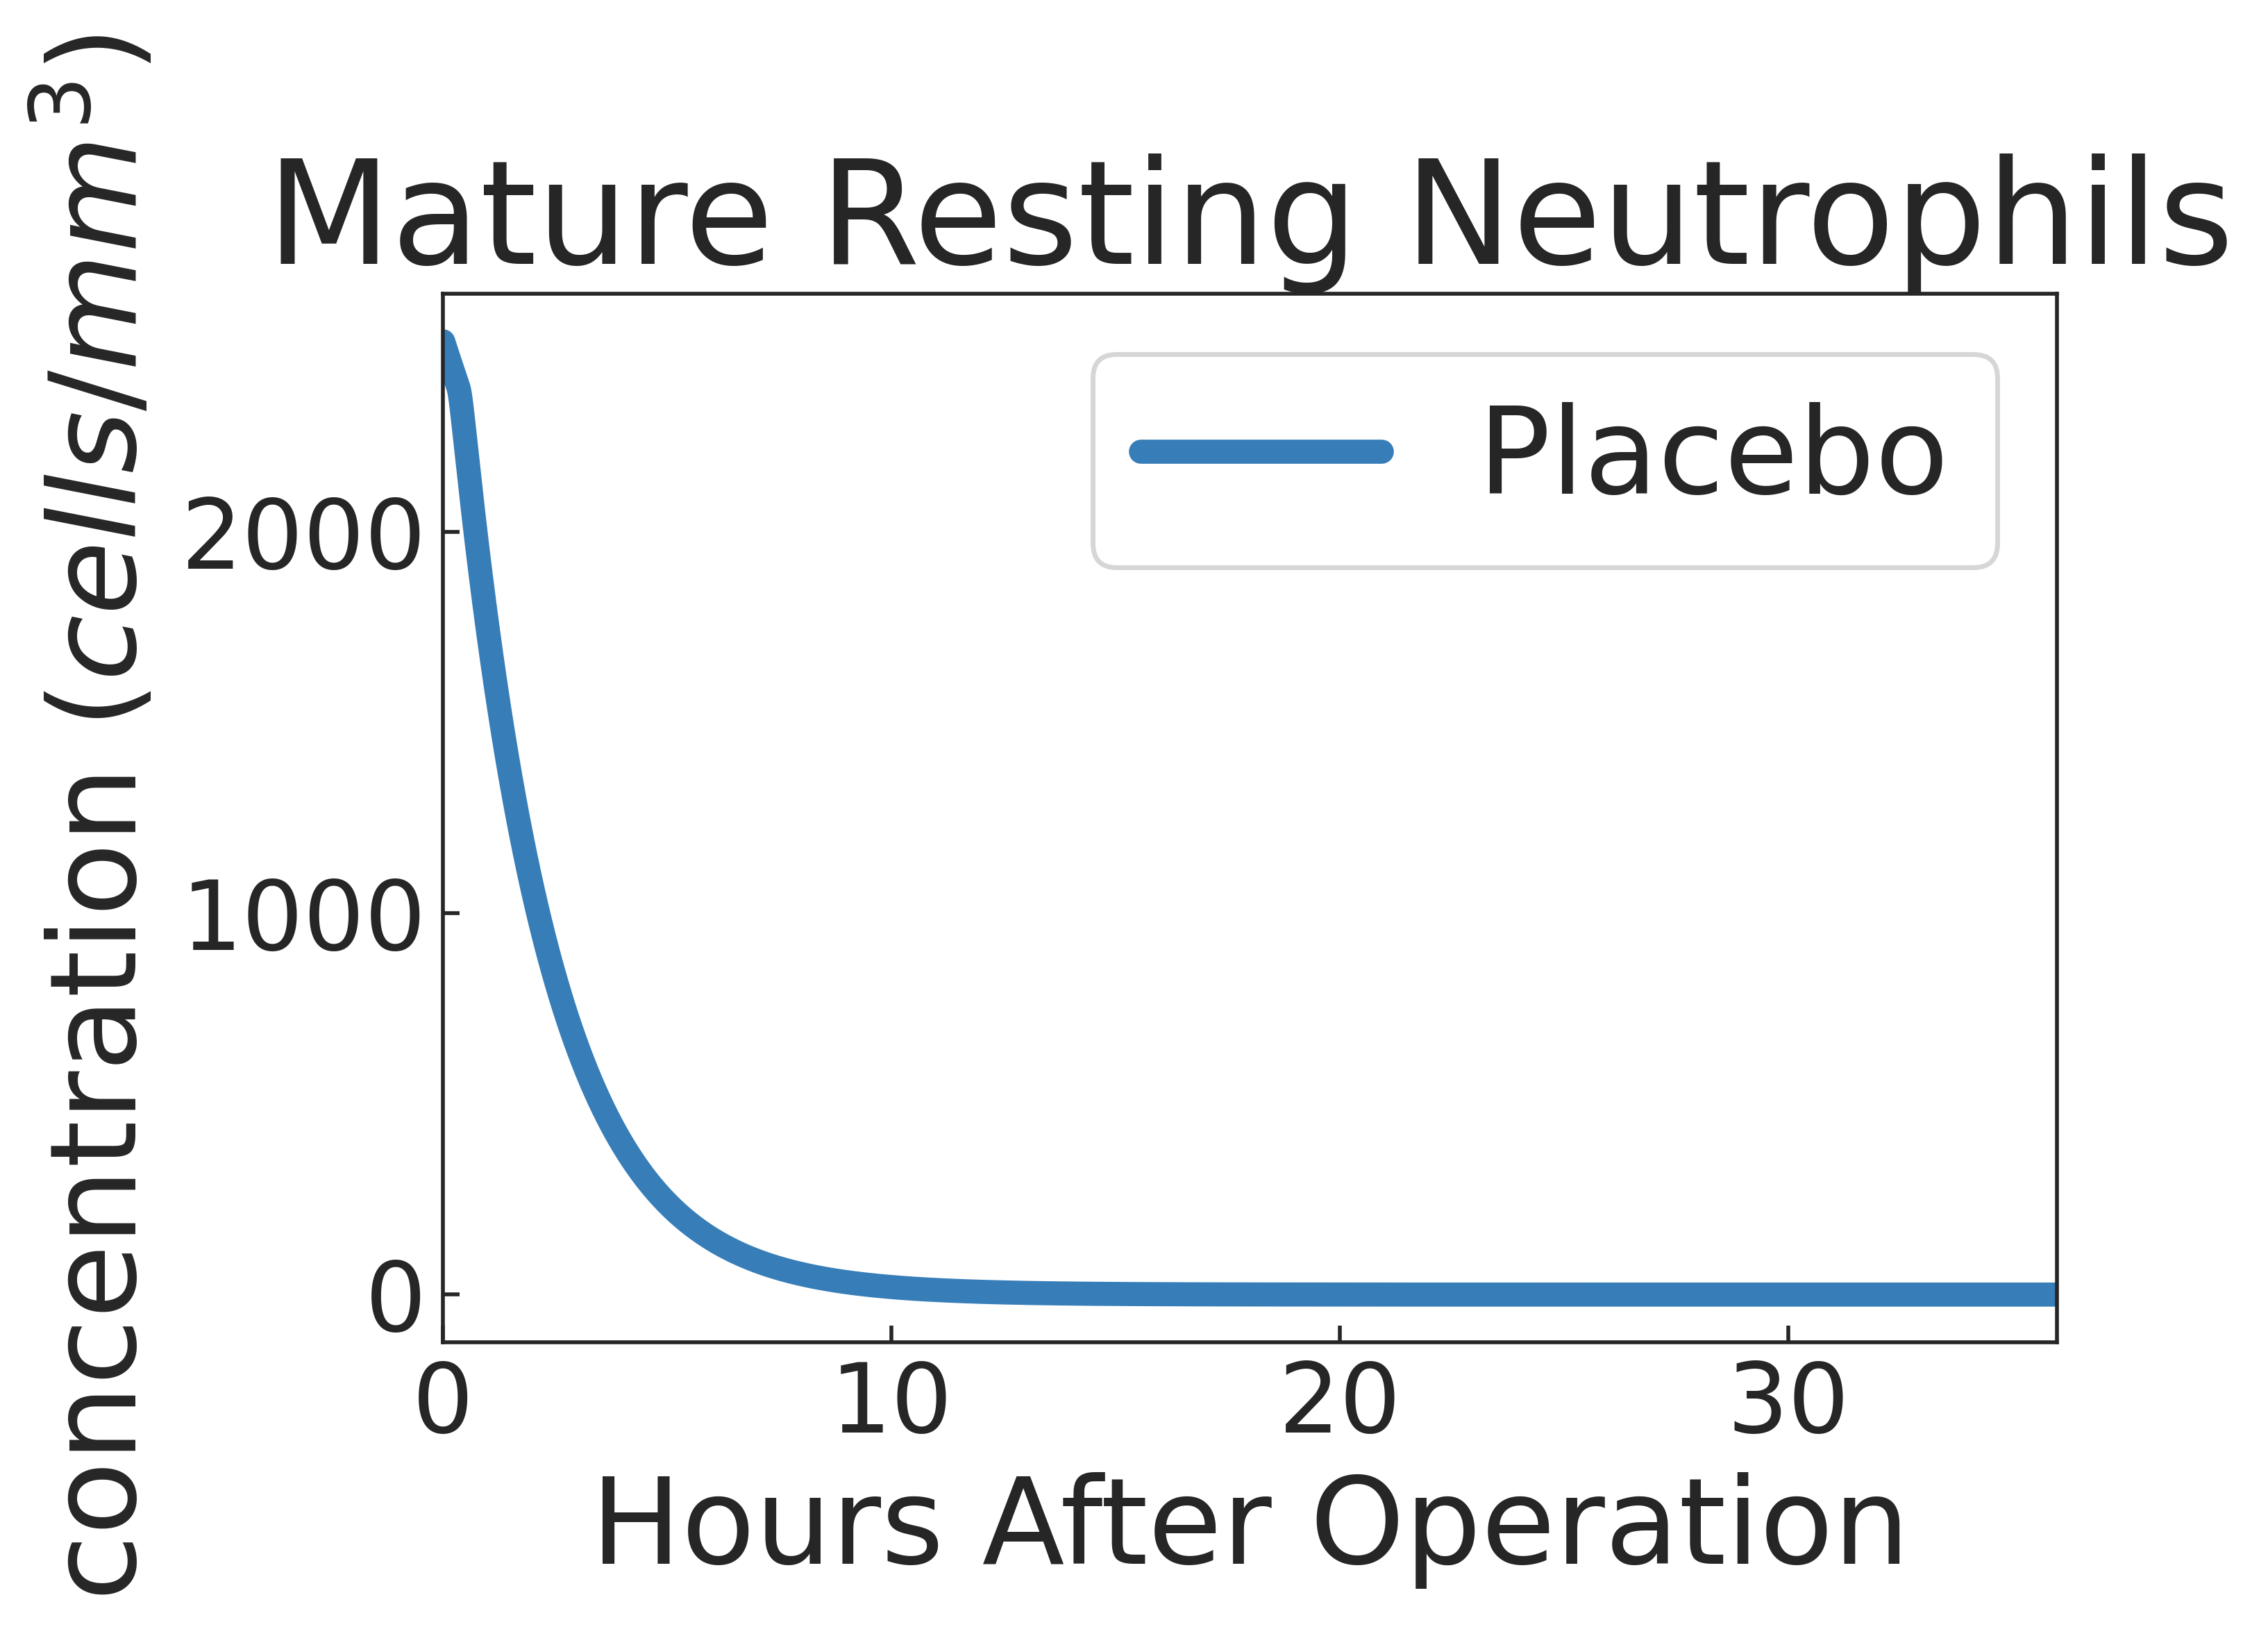 Mature Resting Neutrophils
concentration (cells/mm³)
Placebo
2000
1000
0
0 10 20 30
Hours After Operation